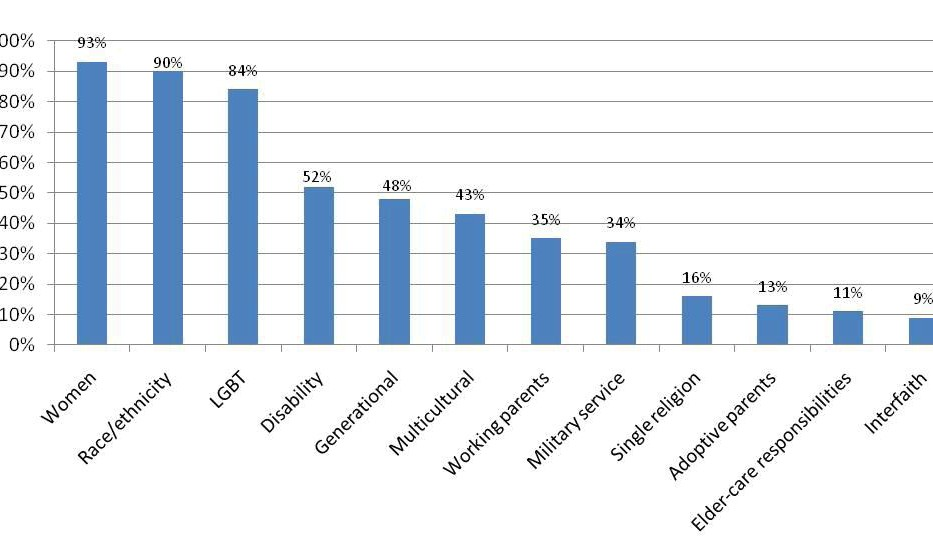 00%
90%
80%
70%
60%
50%
40%
30%
20%
10%
0%
93%
90%
84%
52%
48%
43%
35%
34%
16%
13%
11%
9%
Women
Race/ethnicity
LGBT
Disability
Generational
Multicultural
Working parents
Military service
Single religion
Adoptive parents
Elder-care responsibilities
Interfaith